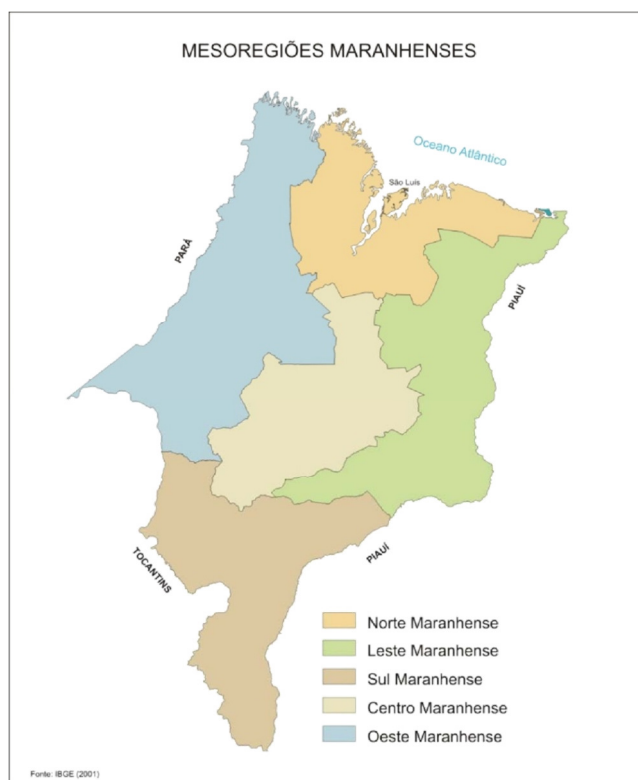 MESOREGIÕES MARANHENSES
Oceano Atlântico
São Luís
PARÁ
PIAUÍ
TOCANTINS
PIAUÍ
Norte Maranhense
Leste Maranhense
Sul Maranhense
Centro Maranhense
Oeste Maranhense
Fonte: IBGE (2001)